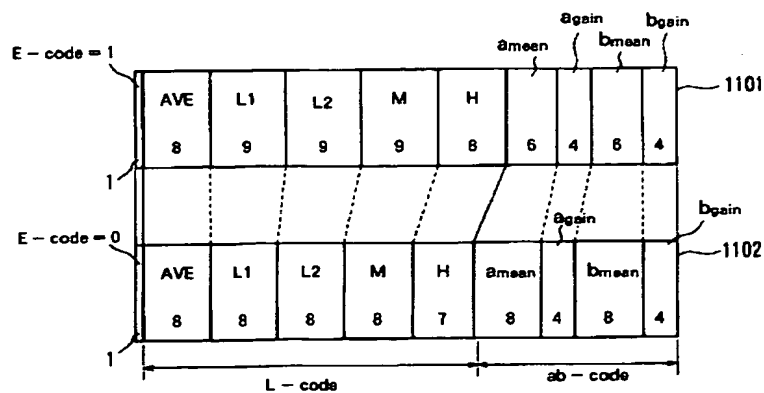 a_gain b_gain
E-code=1 a_mean b_mean
AVE L1 L2 M H 1101
8 9 9 9 8 6 4 6 4
1
E-code=0 a_gain b_gain
AVE L1 L2 M H a_mean b_mean 1102
8 8 8 8 7 8 4 8 4
1
L-code ab-code